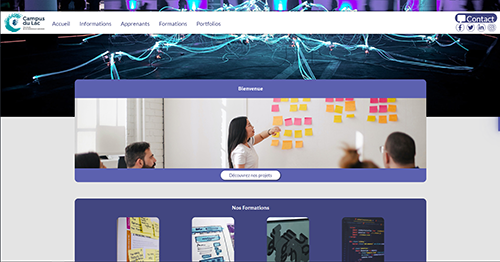 Campus
du Lac
Accueil Informations Apprenants Formations Portfolios
Contact
Bienvenue
Découvrez nos projets
Nos Formations